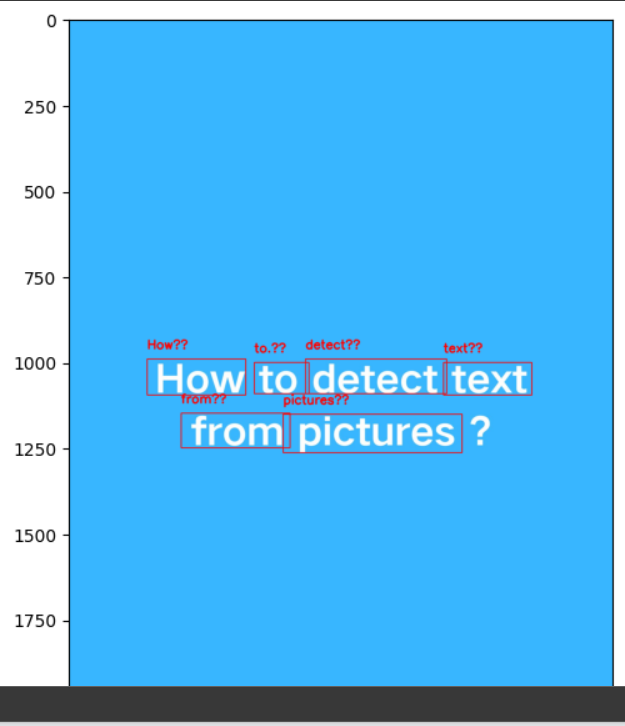 0
250
500
750
1000
1250
1500
1750
How?? to.?? detect?? text??
How to detect text
from?? pictures??
from pictures ?